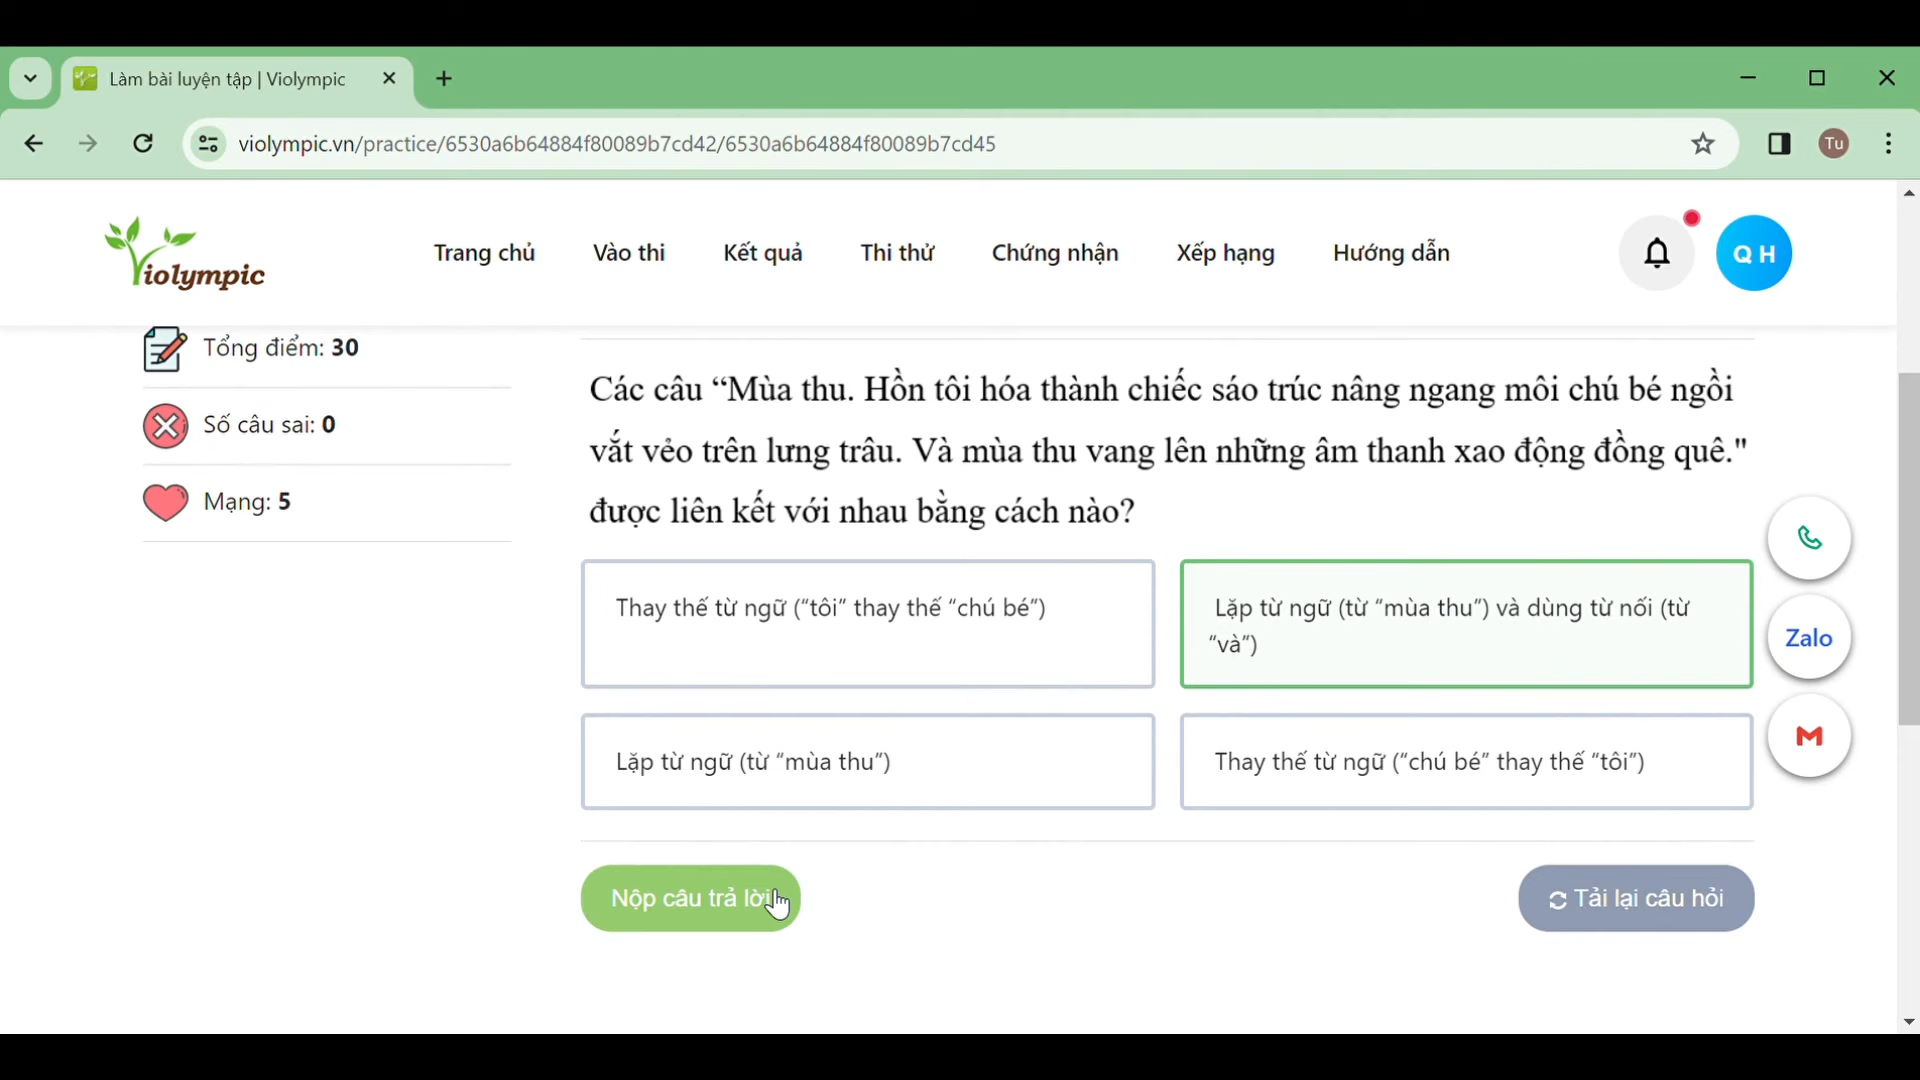 Làm bài luyện tập | Violympic
violympic.vn/practice/6530a6b64884f80089b7cd42/6530a6b64884f80089b7cd45
Tu
Violympic
Trang chủ
Vào thi
Kết quả
Thi thử
Chứng nhận
Xếp hạng
Hướng dẫn
Q H
Tổng điểm: 30
Số câu sai: 0
Mạng: 5
Các câu “Mùa thu. Hồn tôi hóa thành chiếc sáo trúc nâng ngang môi chú bé ngồi
vắt vẻo trên lưng trâu. Và mùa thu vang lên những âm thanh xao động đồng quê."
được liên kết với nhau bằng cách nào?
Thay thế từ ngữ (“tôi” thay thế “chú bé”)
Lặp từ ngữ (từ “mùa thu”) và dùng từ nối (từ
“và”)
Lặp từ ngữ (từ “mùa thu”)
Thay thế từ ngữ (“chú bé” thay thế “tôi”)
Zalo
Nộp câu trả lời
Tải lại câu hỏi